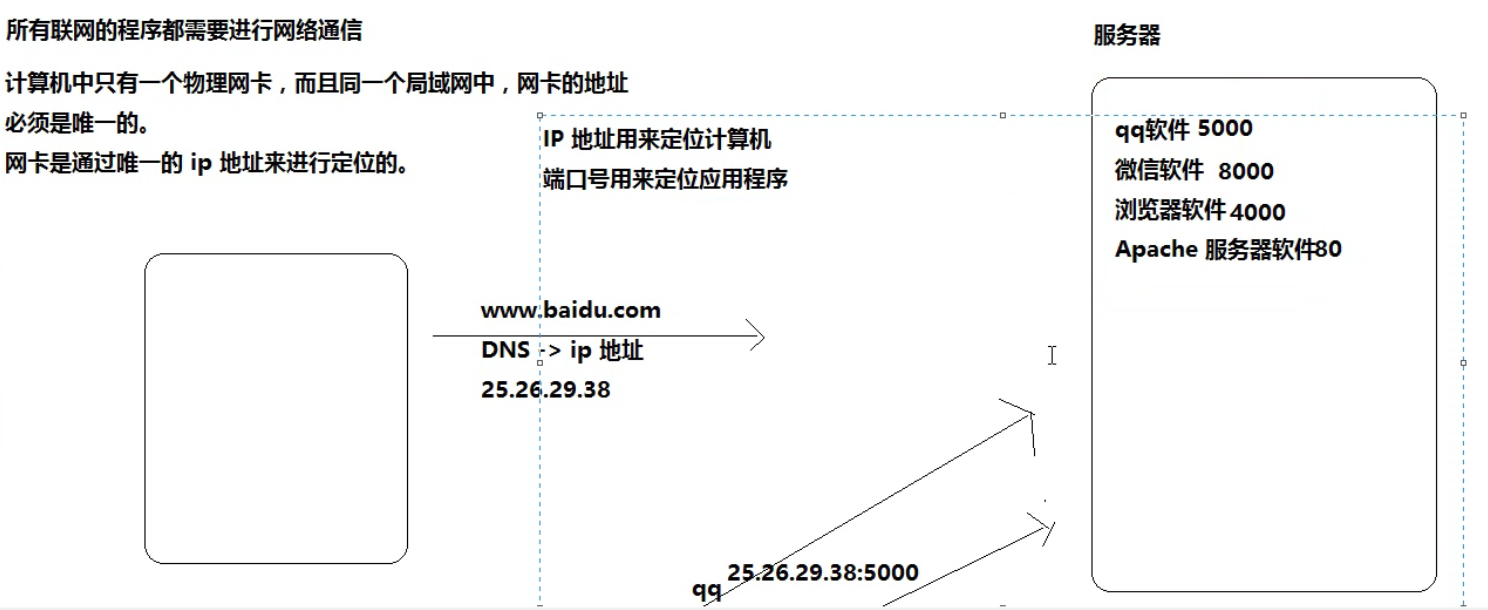 所有联网的程序都需要进行网络通信
计算机中只有一个物理网卡，而且同一个局域网中，网卡的地址
必须是唯一的。
网卡是通过唯一的 ip 地址来进行定位的。
IP 地址用来定位计算机
端口号用来定位应用程序
www.baidu.com
DNS -> ip 地址
25.26.29.38
qq
25.26.29.38:5000
服务器
qq软件 5000
微信软件 8000
浏览器软件4000
Apache 服务器软件80